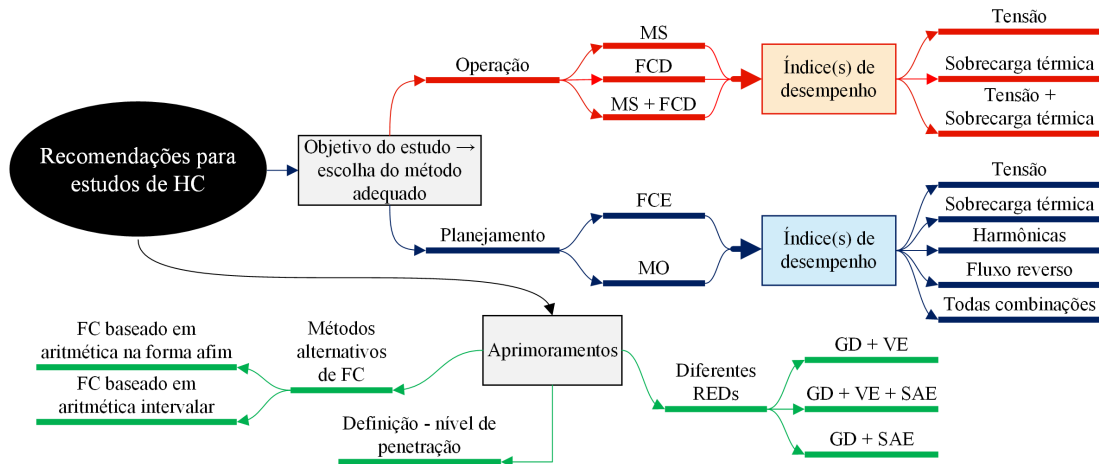 Recomendações para
estudos de HC
Objetivo do estudo →
escolha do método
adequado
Operação
MS
FCD
MS + FCD
Índice(s) de
desempenho
Tensão
Sobrecarga térmica
Tensão +
Sobrecarga térmica
Planejamento
FCE
MO
Índice(s) de
desempenho
Tensão
Sobrecarga térmica
Harmônicas
Fluxo reverso
Todas combinações
Aprimoramentos
Métodos
alternativos
de FC
FC baseado em
aritmética na forma afim
FC baseado em
aritmética intervalar
Definição - nível de
penetração
Diferentes
REDs
GD + VE
GD + VE + SAE
GD + SAE